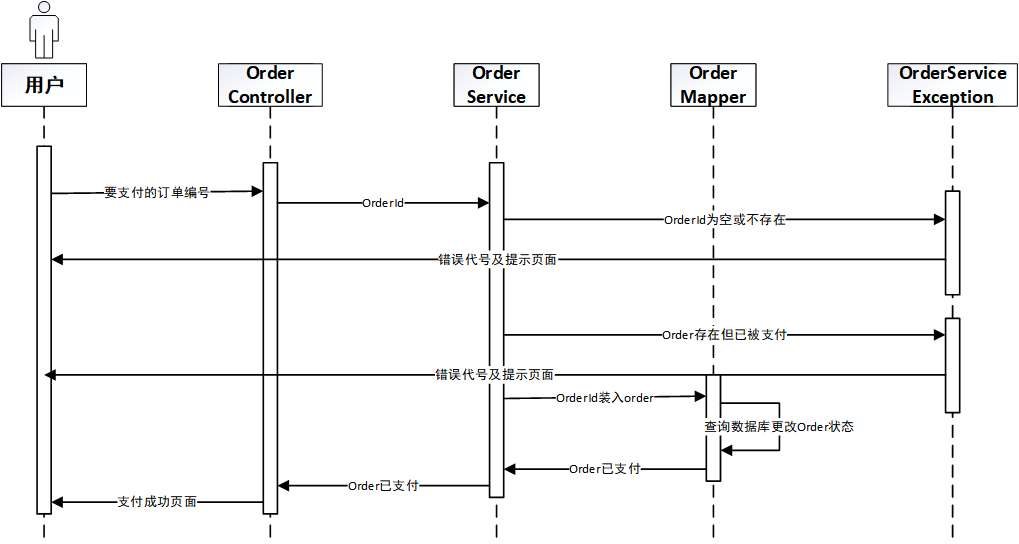 用户
Order
Controller
Order
Service
Order
Mapper
OrderService
Exception
要支付的订单编号
OrderId
OrderId为空或不存在
错误代号及提示页面
Order存在但已被支付
错误代号及提示页面
OrderId装入order
查询数据库更改Order状态
Order已支付
Order已支付
支付成功页面